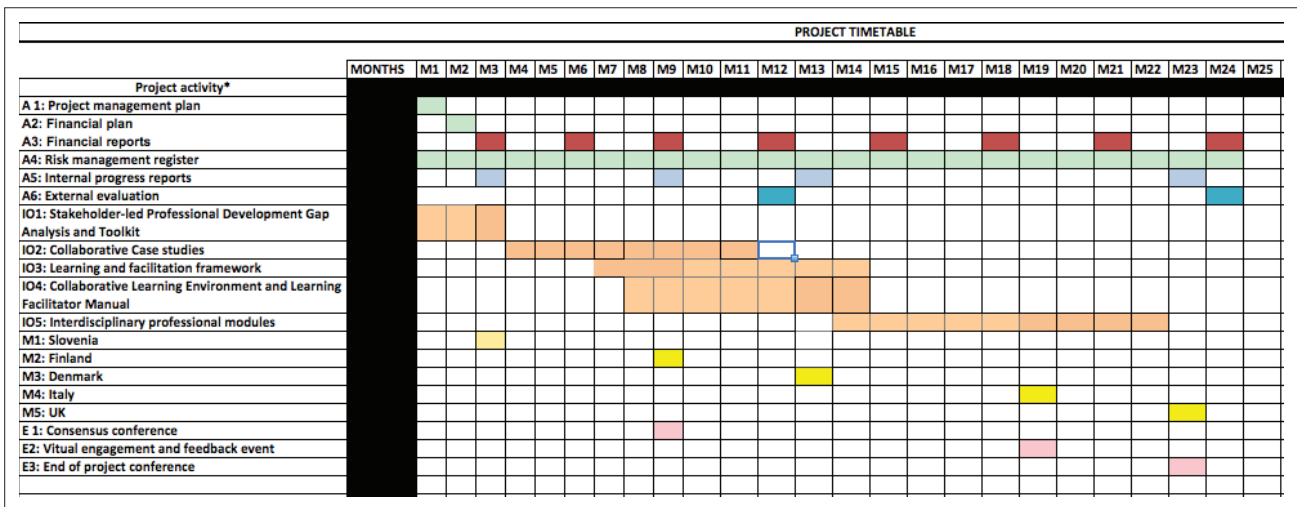 PROJECT TIMETABLE
MONTHS M1 M2 M3 M4 M5 M6 M7 M8 M9 M10 M11 M12 M13 M14 M15 M16 M17 M18 M19 M20 M21 M22 M23 M24 M25
Project activity*
A 1: Project management plan
A2: Financial plan
A3: Financial reports
A4: Risk management register
A5: Internal progress reports
A6: External evaluation
IO1: Stakeholder-led Professional Development Gap
Analysis and Toolkit
IO2: Collaborative Case studies
IO3: Learning and facilitation framework
IO4: Collaborative Learning Environment and Learning
Facilitator Manual
IO5: Interdisciplinary professional modules
M1: Slovenia
M2: Finland
M3: Denmark
M4: Italy
M5: UK
E 1: Consensus conference
E2: Vitual engagement and feedback event
E3: End of project conference